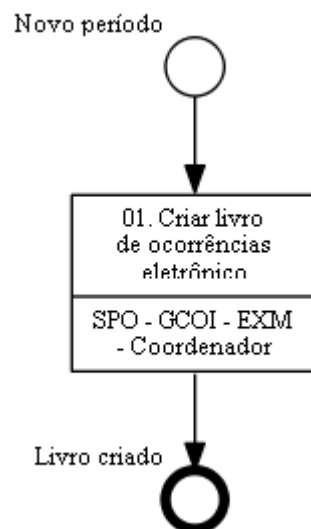 Novo período
01. Criar livro
de ocorrências
eletrônico
SPO - GCOI - EXM
- Coordenador
Livro criado